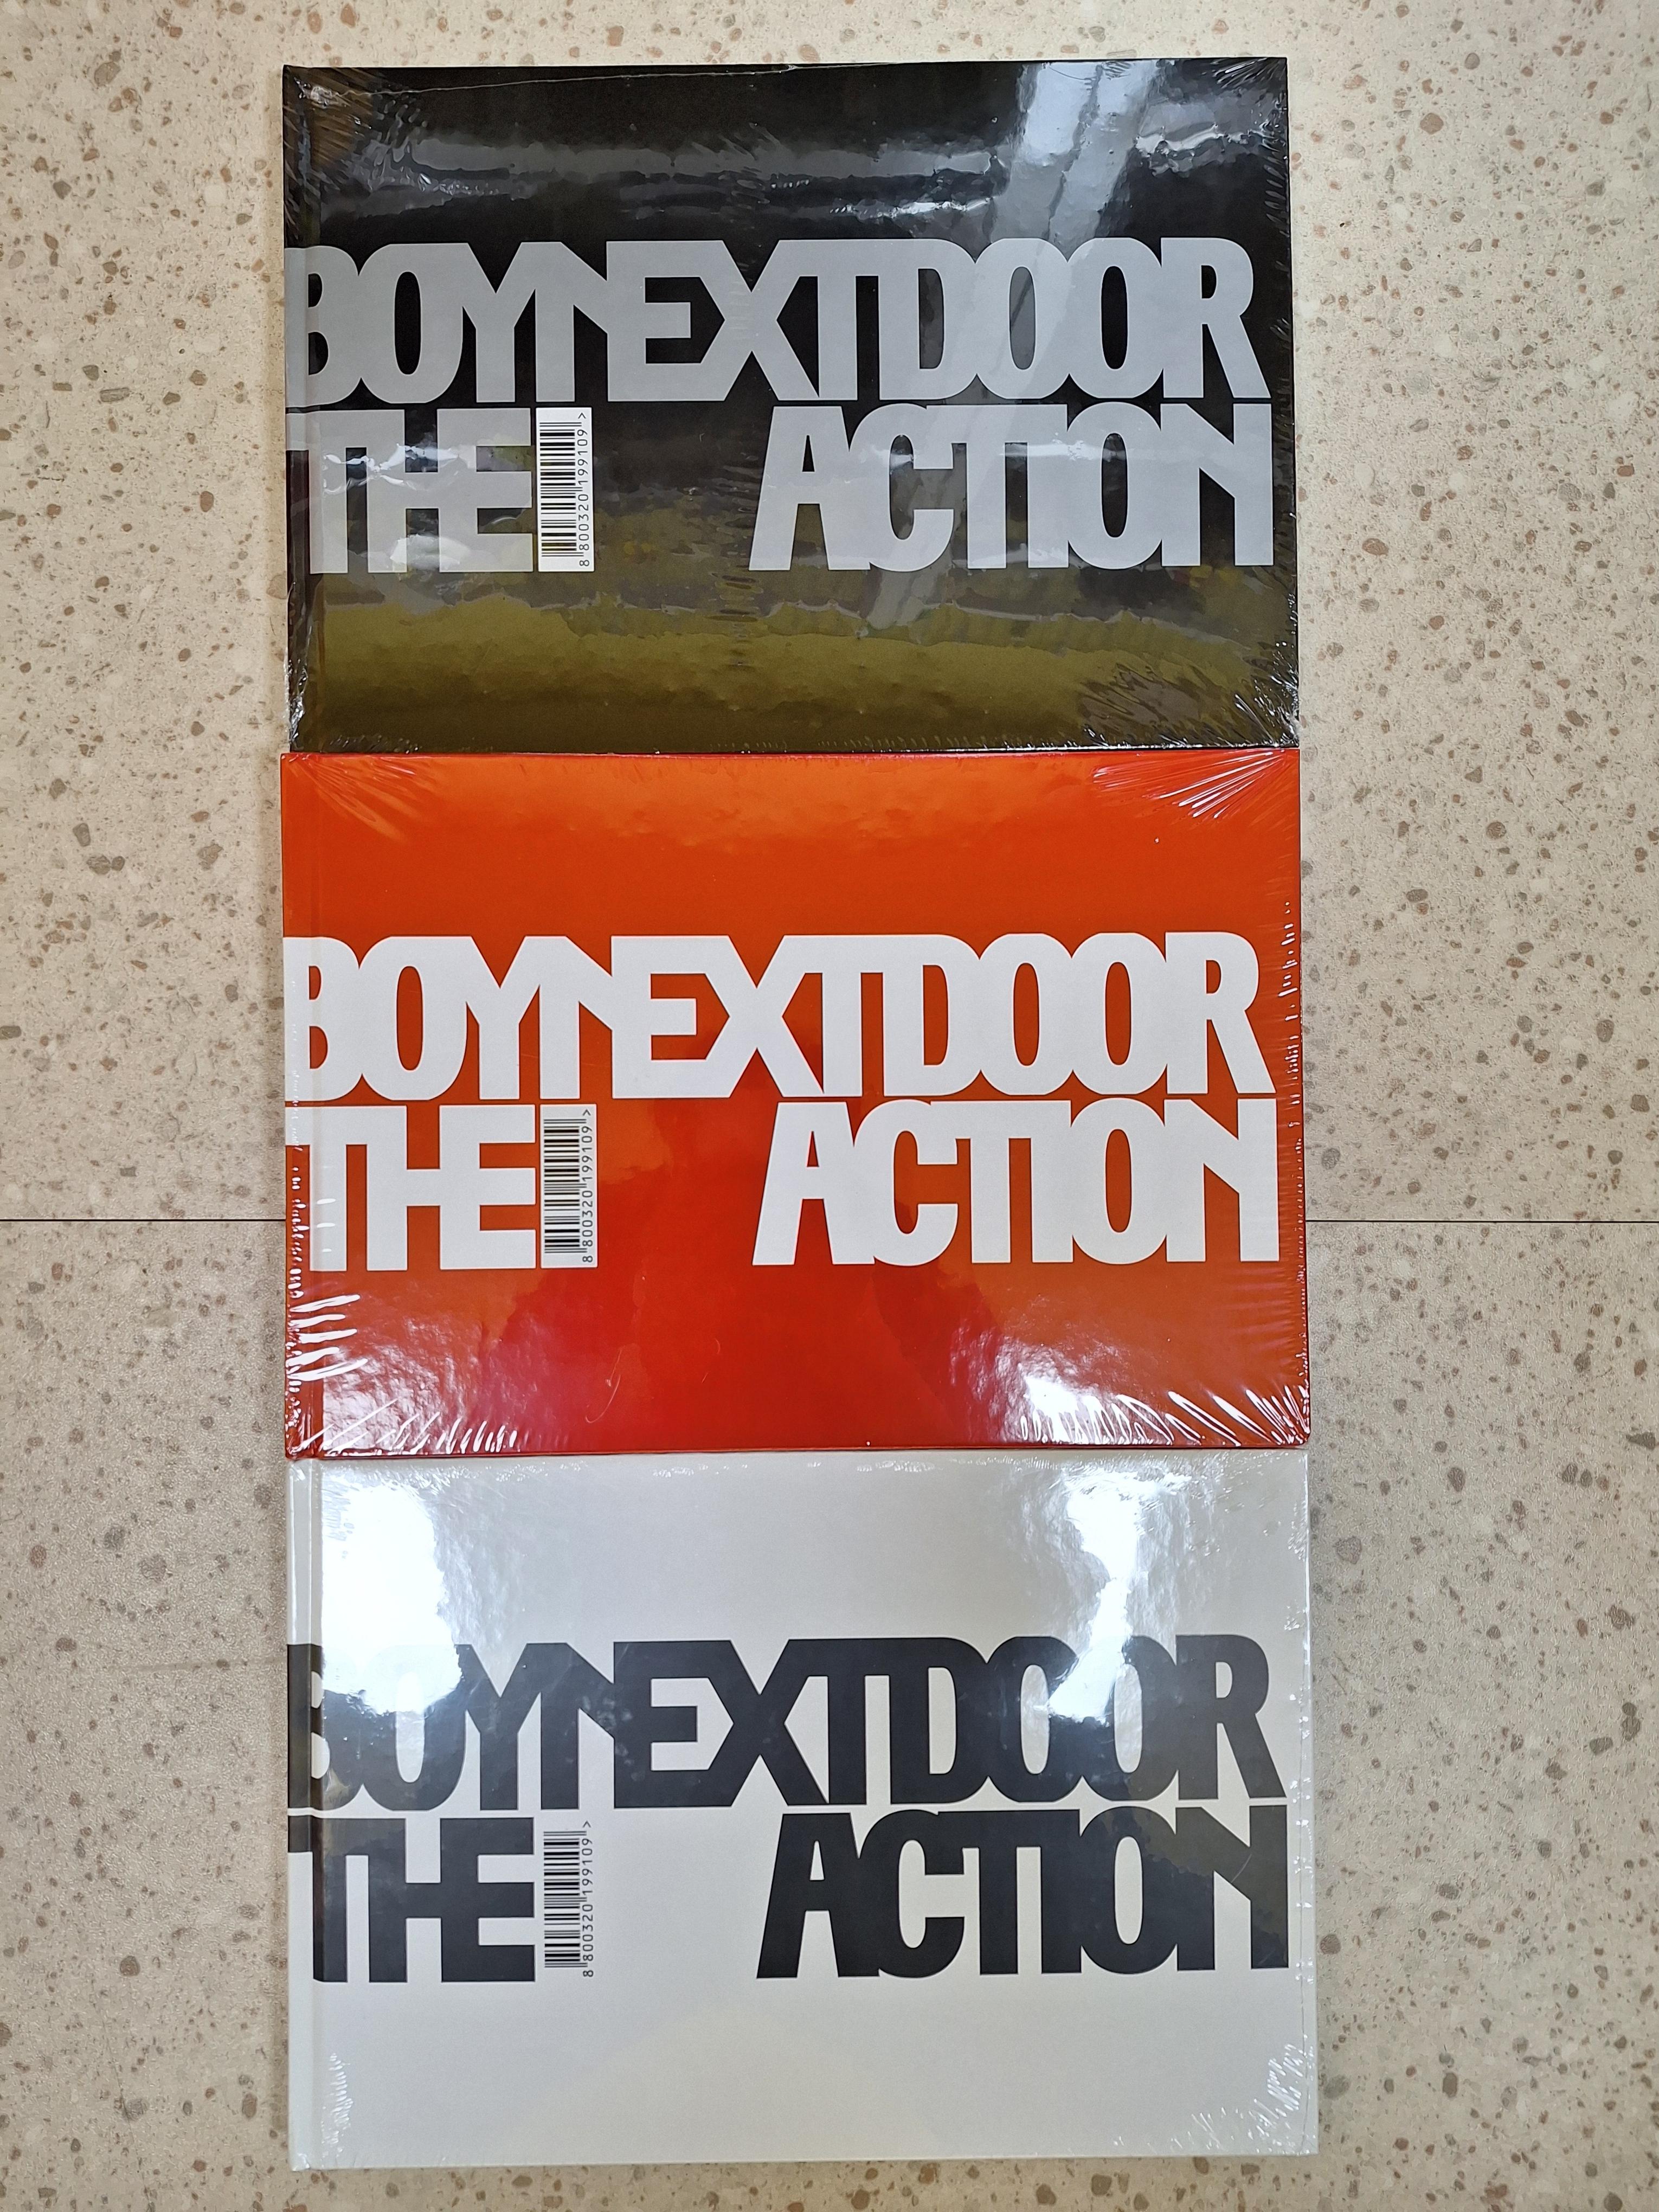 BOYNEXTDOOR
THE ACTION
8 800320 199109 >
BOYNEXTDOOR
THE ACTION
8 800320 199109 >
BOYNEXTDOOR
THE ACTION
8 800320 199109 >